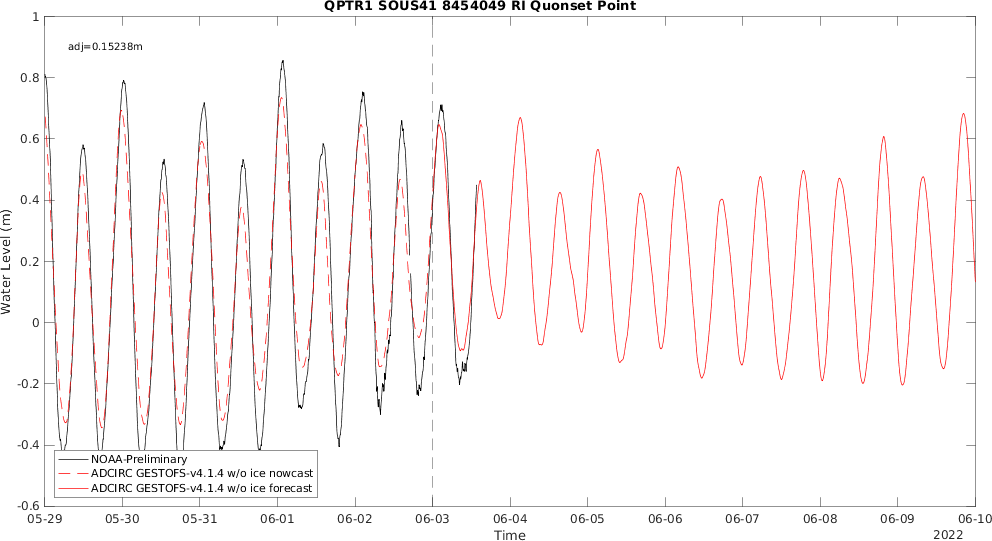 QPTR1 SOUS41 8454049 RI Quonset Point
adj=0.15238m
Water Level (m)
1
0.8
0.6
0.4
0.2
0
-0.2
-0.4
-0.6
NOAA-Preliminary
ADCIRC GESTOFS-v4.1.4 w/o ice nowcast
ADCIRC GESTOFS-v4.1.4 w/o ice forecast
05-29 05-30 05-31 06-01 06-02 06-03 06-04 06-05 06-06 06-07 06-08 06-09 06-10
Time
2022